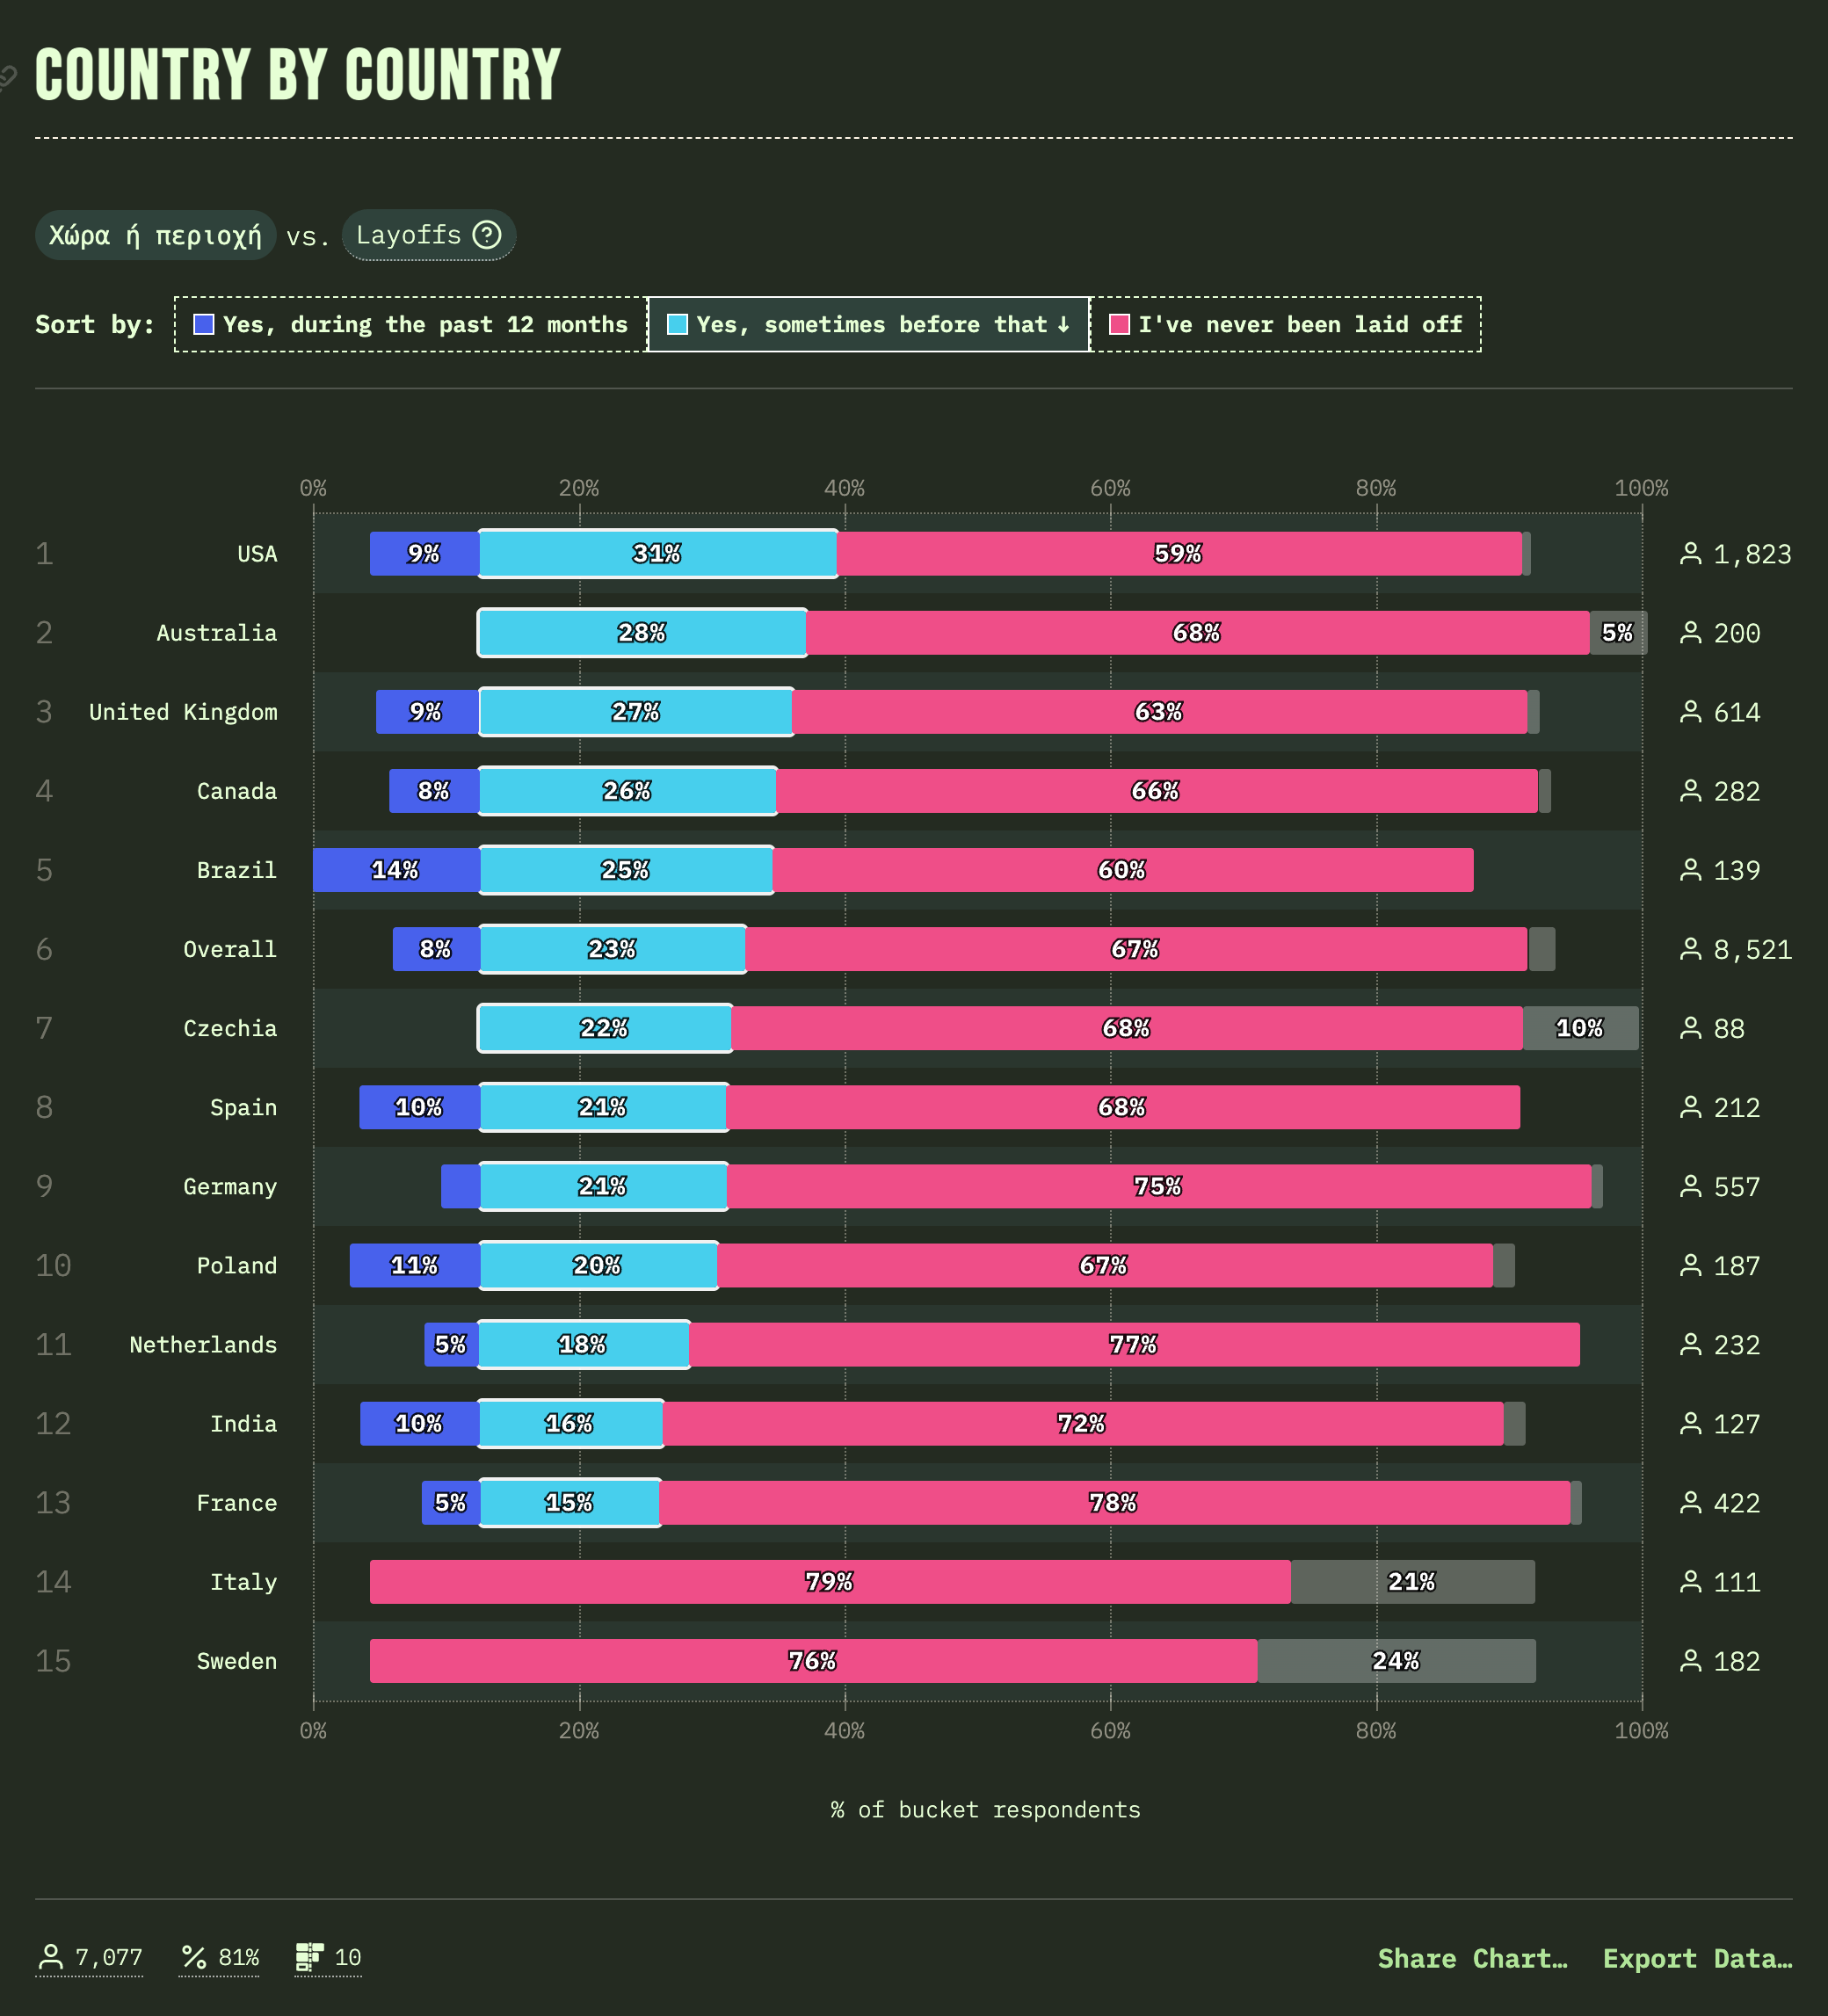 COUNTRY BY COUNTRY
Χώρα ή περιοχή vs. Layoffs ?
Sort by: Yes, during the past 12 months Yes, sometimes before that ↓ I've never been laid off
0% 20% 40% 60% 80% 100%
1 USA 9% 31% 59% 1,823
2 Australia 28% 68% 5% 200
3 United Kingdom 9% 27% 63% 614
4 Canada 8% 26% 66% 282
5 Brazil 14% 25% 60% 139
6 Overall 8% 23% 67% 8,521
7 Czechia 22% 68% 10% 88
8 Spain 10% 21% 68% 212
9 Germany 21% 75% 557
10 Poland 11% 20% 67% 187
11 Netherlands 5% 18% 77% 232
12 India 10% 16% 72% 127
13 France 5% 15% 78% 422
14 Italy 79% 21% 111
15 Sweden 76% 24% 182
0% 20% 40% 60% 80% 100%
% of bucket respondents
7,077 81% 10 Share Chart… Export Data…